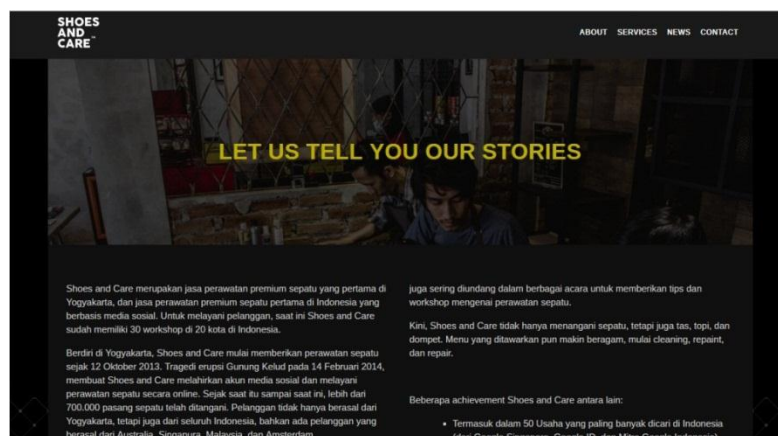 SHOES
AND
CARE
ABOUT SERVICES NEWS CONTACT
LET US TELL YOU OUR STORIES
Shoes and Care merupakan jasa perawatan premium sepatu yang pertama di
Yogyakarta, dan jasa perawatan premium sepatu pertama di Indonesia yang
berbasis media sosial. Untuk melayani pelanggan, saat ini Shoes and Care
sudah memiliki 30 workshop di 20 kota di Indonesia.
Berdiri di Yogyakarta, Shoes and Care mulai memberikan perawatan sepatu
sejak 12 Oktober 2013. Tragedi erupsi Gunung Kelud pada 14 Februari 2014,
membuat Shoes and Care melahirkan akun media sosial dan melayani
perawatan sepatu secara online. Sejak saat itu sampai saat ini, lebih dari
700.000 pasang sepatu telah ditangani. Pelanggan tidak hanya berasal dari
Yogyakarta, tetapi juga dari seluruh Indonesia, bahkan ada pelanggan yang
berasal dari Australia, Singapura, Malaysia, dan Amsterdam.
juga sering diundang dalam berbagai acara untuk memberikan tips dan
workshop mengenai perawatan sepatu.
Kini, Shoes and Care tidak hanya menangani sepatu, tetapi juga tas, topi, dan
dompet. Menu yang ditawarkan pun makin beragam, mulai cleaning, repaint,
dan repair.
Beberapa achievement Shoes and Care antara lain:
• Termasuk dalam 50 Usaha yang paling banyak dicari di Indonesia
(dari Google Singapore, Google ID, dan Mitra Google Indonesia)